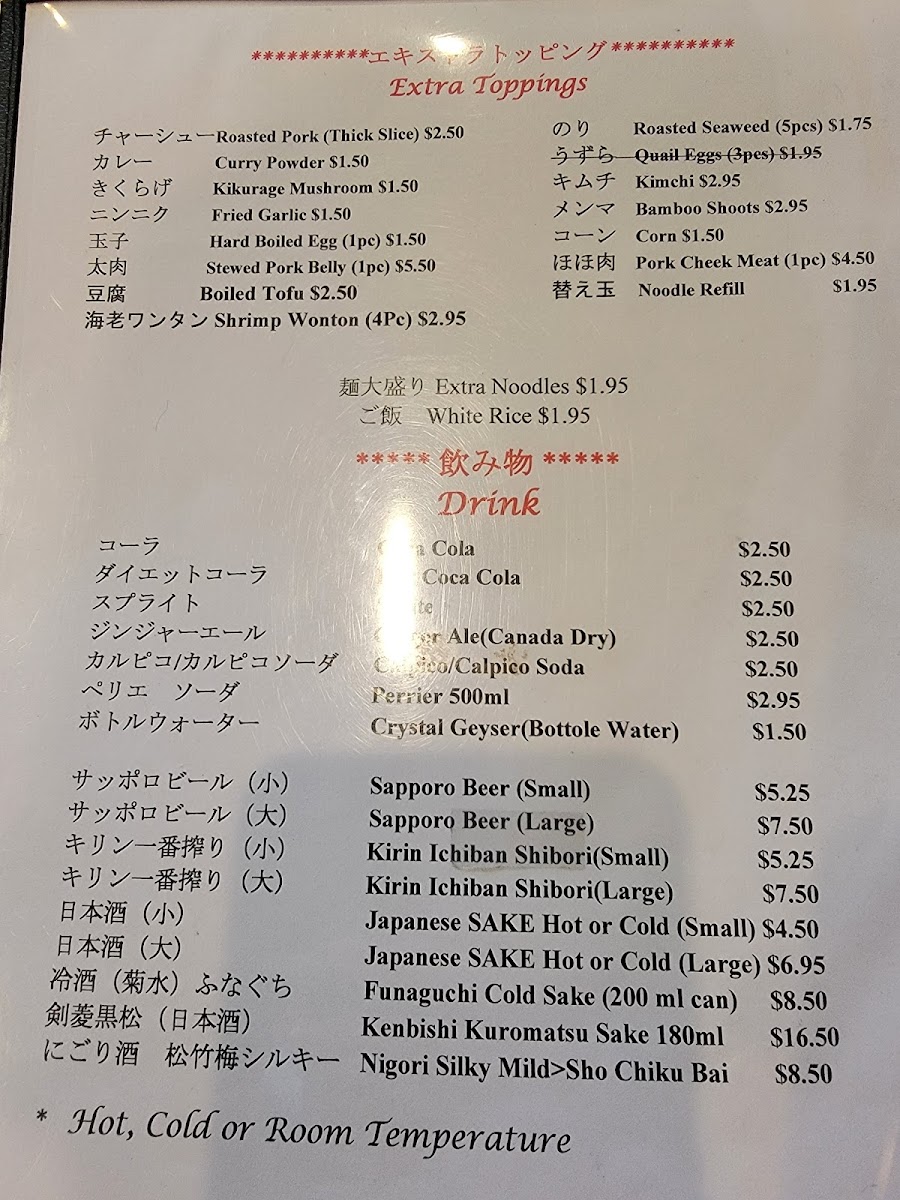 **********エキストラトッピング**********
Extra Toppings
チャーシューRoasted Pork (Thick Slice) $2.50
カレー Curry Powder $1.50
きくらげ Kikurage Mushroom $1.50
ニンニク Fried Garlic $1.50
玉子 Hard Boiled Egg (1pc) $1.50
太肉 Stewed Pork Belly (1pc) $5.50
豆腐 Boiled Tofu $2.50
海老ワンタン Shrimp Wonton (4Pc) $2.95
のり Roasted Seaweed (5pcs) $1.75
うずら Quail Eggs (3pcs) $1.95
キムチ Kimchi $2.95
メンマ Bamboo Shoots $2.95
コーン Corn $1.50
ほほ肉 Pork Cheek Meat (1pc) $4.50
替え玉 Noodle Refill $1.95
麺大盛り Extra Noodles $1.95
ご飯 White Rice $1.95
***** 飲み物 *****
Drink
コーラ Cola $2.50
ダイエットコーラ Coca Cola $2.50
スプライト $2.50
ジンジャーエール Ale(Canada Dry) $2.50
カルピコ/カルピコソーダ Calpico/Calpico Soda $2.50
ペリエ ソーダ Perrier 500ml $2.95
ボトルウォーター Crystal Geyser(Bottole Water) $1.50
サッポロビール（小） Sapporo Beer (Small) $5.25
サッポロビール（大） Sapporo Beer (Large) $7.50
キリン一番搾り（小） Kirin Ichiban Shibori(Small) $5.25
キリン一番搾り（大） Kirin Ichiban Shibori(Large) $7.50
日本酒（小） Japanese SAKE Hot or Cold (Small) $4.50
日本酒（大） Japanese SAKE Hot or Cold (Large) $6.95
冷酒（菊水）ふなぐち Funaguchi Cold Sake (200 ml can) $8.50
剣菱黒松（日本酒） Kenbishi Kuromatsu Sake 180ml $16.50
にごり酒 松竹梅シルキー Nigori Silky Mild>Sho Chiku Bai $8.50
* Hot, Cold or Room Temperature